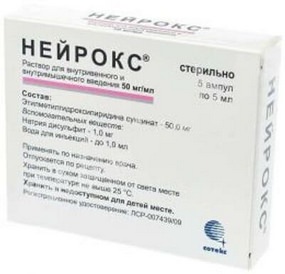 НЕЙРОКС®
Раствор для внутривенного и
внутримышечного введения 50 мг/мл
стерильно
5 ампул
по 5 мл
Состав:
Этилметилгидроксипиридина сукцинат - 50,0 мг
Вспомогательные вещества:
Натрия дисульфит - 1,0 мг
Вода для инъекций - до 1,0 мл
Применять по назначению врача.
Отпускается по рецепту.
Хранить в сухом защищенном от света месте
при температуре не выше 25 °С.
Хранить в недоступном для детей месте.
Регистрационное удостоверение: ЛСР-007439/09
сотекс
НЕЙРОКС